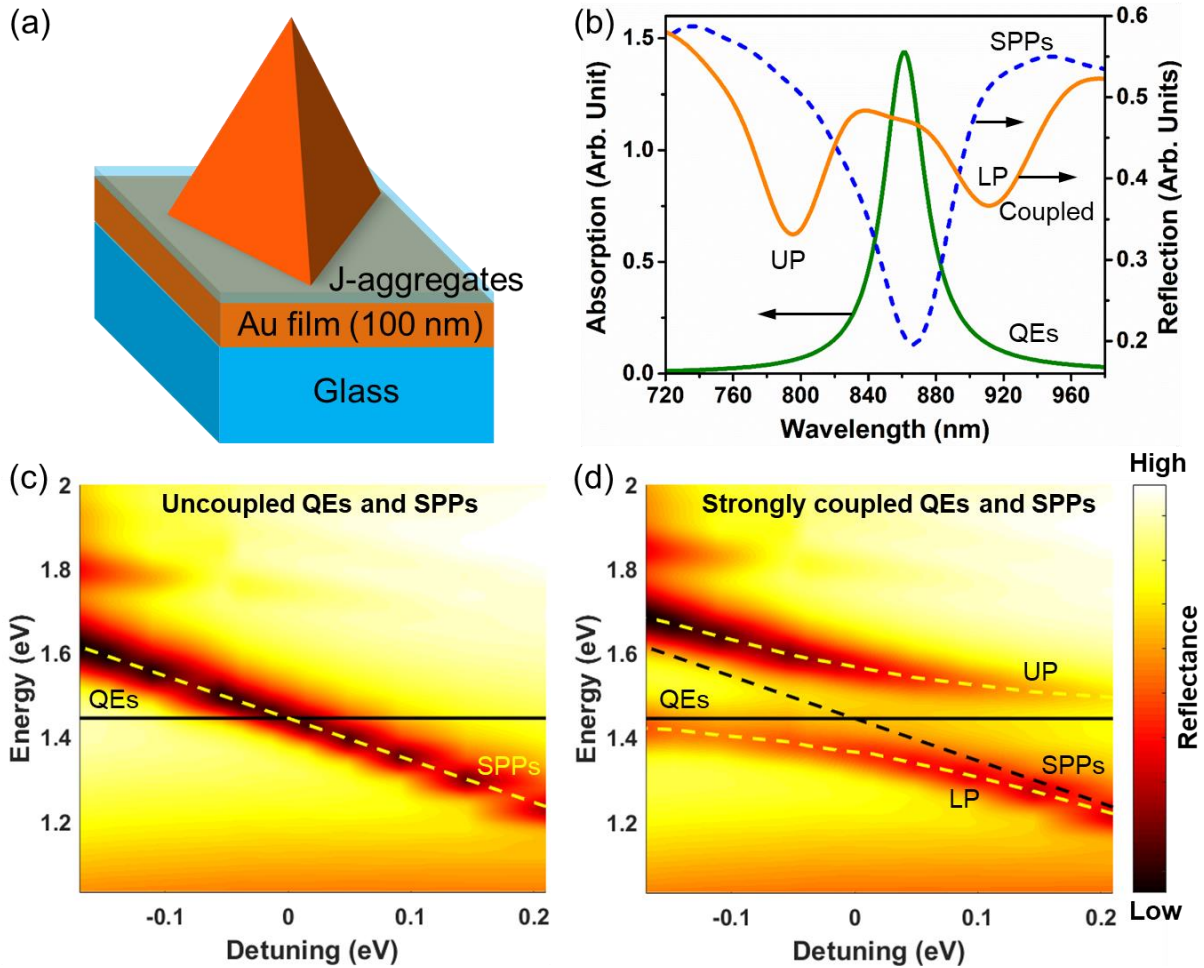 (a)
J-aggregates
Au film (100 nm)
Glass
(b)
Absorption (Arb. Unit)
1.5
1.0
0.5
0.0
SPPs
LP
Coupled
UP
QEs
0.6
0.5
0.4
0.3
0.2
Reflection (Arb. Units)
720 760 800 840 880 920 960
Wavelength (nm)
(c)
Uncoupled QEs and SPPs
Energy (eV)
2
1.8
1.6
1.4
1.2
QEs
SPPs
-0.1 0 0.1 0.2
Detuning (eV)
(d)
Strongly coupled QEs and SPPs
Energy (eV)
2
1.8
1.6
1.4
1.2
UP
QEs
SPPs
LP
-0.1 0 0.1 0.2
Detuning (eV)
High
Reflectance
Low